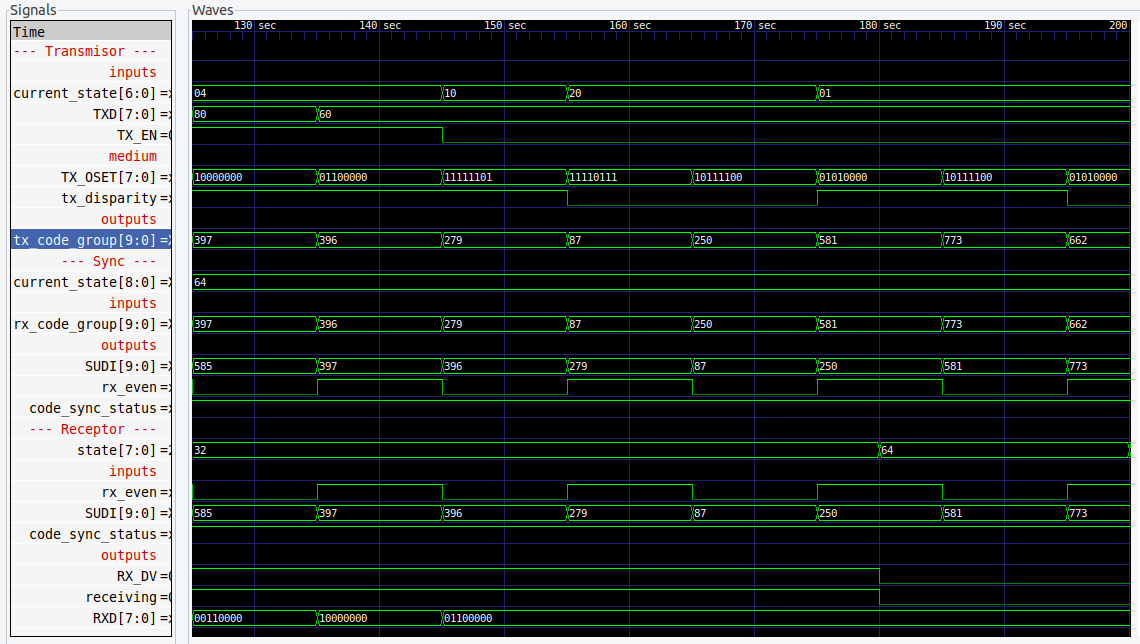 Signals
Waves
Time
130 sec 140 sec 150 sec 160 sec 170 sec 180 sec 190 sec 200
--- Transmisor ---
inputs
current_state[6:0] = 04 10 20 01
TXD[7:0] = 80 60
TX_EN =
medium
TX_OSET[7:0] = 10000000 01100000 11111101 11110111 10111100 01010000 10111100 01010000
tx_disparity =
outputs
tx_code_group[9:0] = 397 396 279 87 250 581 773 662
--- Sync ---
current_state[8:0] = 64
inputs
rx_code_group[9:0] = 397 396 279 87 250 581 773 662
outputs
SUDI[9:0] = 585 397 396 279 87 250 581 773
rx_even =
code_sync_status =
--- Receptor ---
state[7:0] = 32 64
inputs
rx_even =
SUDI[9:0] = 585 397 396 279 87 250 581 773
code_sync_status =
outputs
RX_DV =
receiving =
RXD[7:0] = 00110000 10000000 01100000